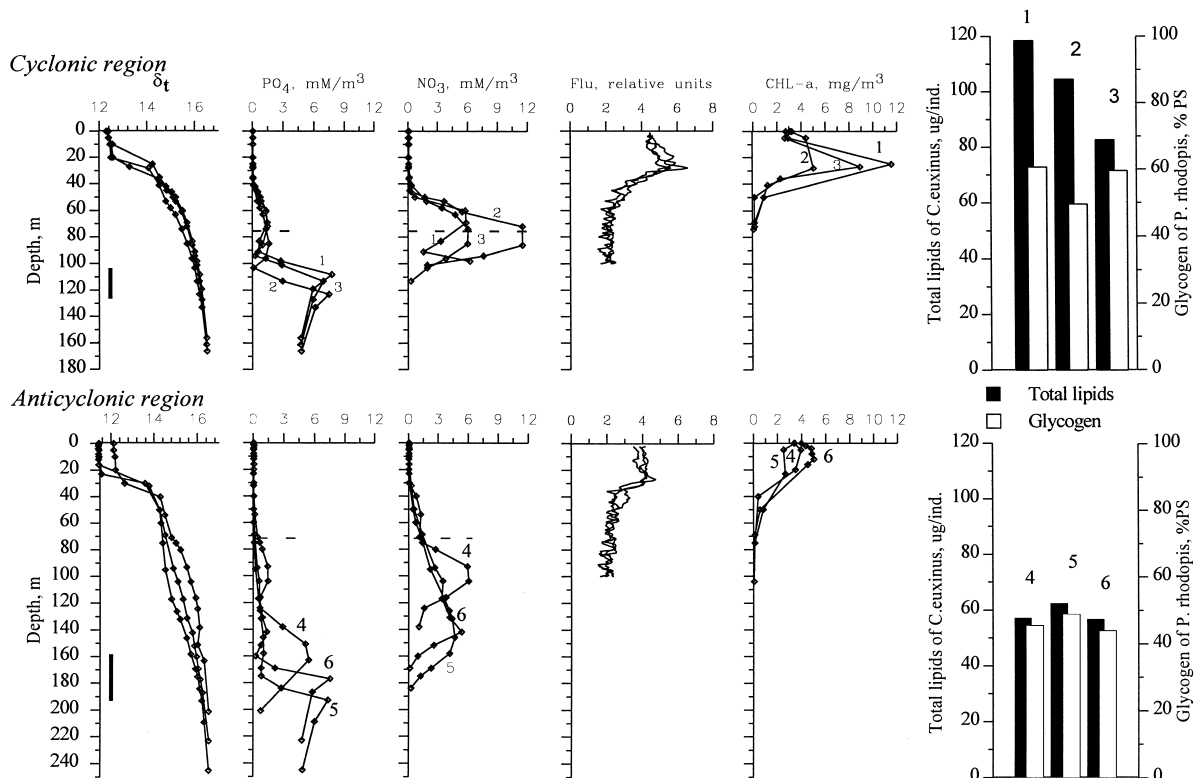 Cyclonic region
δt
PO4, mM/m3
NO3, mM/m3
Flu, relative units
CHL-a, mg/m3
12 14 16
0 3 6 9 12
0 3 6 9 12
0 2 4 6 8
0 2 4 6 8 10 12
0
20
40
60
80
100
120
140
160
180
Depth, m
1
2
3
2
1
3
1
2
3
Total lipids of C.euxinus, ug/ind.
120
100
80
60
40
20
0
1
2
3
100
80
60
40
20
0
Glycogen of P. rhodopis, %PS
Total lipids
Glycogen
Anticyclonic region
12 14 16
0 3 6 9 12
0 3 6 9 12
0 2 4 6 8
0 2 4 6 8 10 12
0
20
40
60
80
100
120
140
160
180
200
220
240
Depth, m
4
6
5
4
6
5
5 4 6
Total lipids of C.euxinus, ug/ind.
120
100
80
60
40
20
0
4
5
6
100
80
60
40
20
0
Glycogen of P. rhodopis, %PS